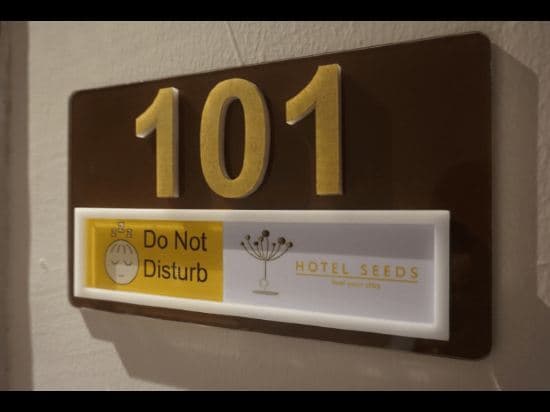 101
z z z
Do Not
Disturb
HOTEL SEEDS